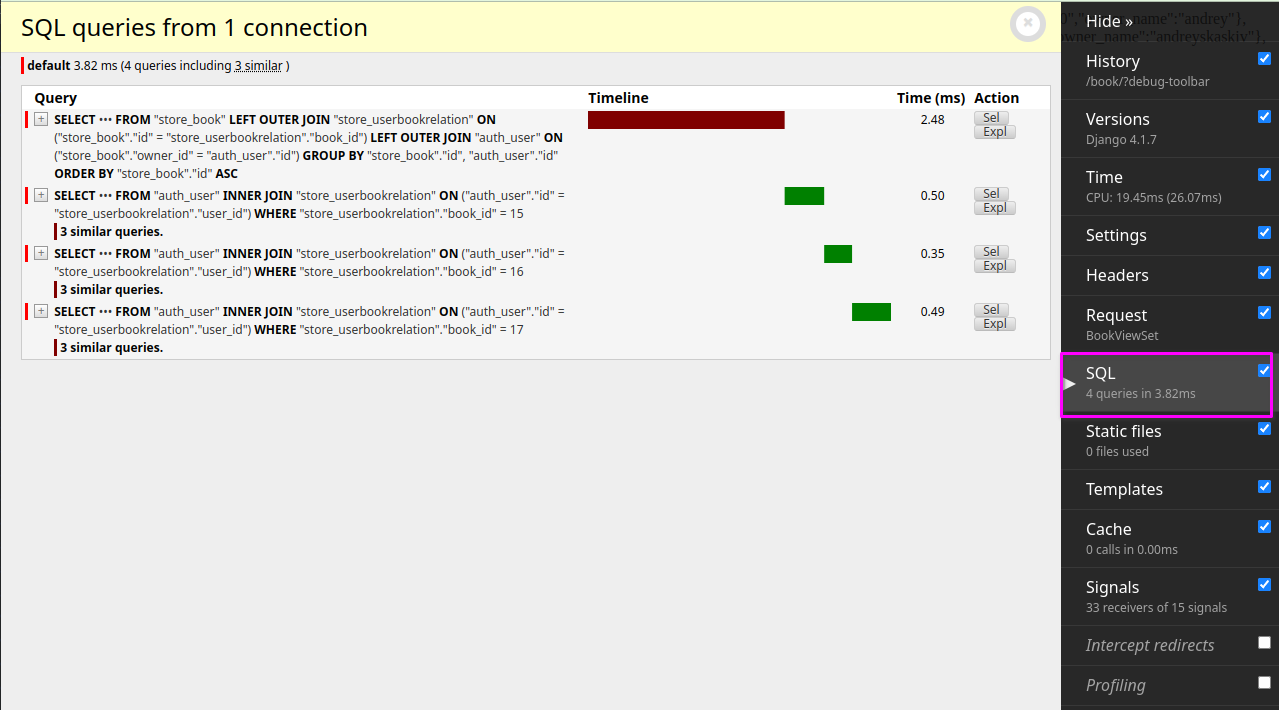 SQL queries from 1 connection
default 3.82 ms (4 queries including 3 similar )
Query Timeline Time (ms) Action
+ SELECT ••• FROM "store_book" LEFT OUTER JOIN "store_userbookrelation" ON 2.48 Sel
("store_book"."id" = "store_userbookrelation"."book_id") LEFT OUTER JOIN "auth_user" ON Expl
("store_book"."owner_id" = "auth_user"."id") GROUP BY "store_book"."id", "auth_user"."id"
ORDER BY "store_book"."id" ASC
+ SELECT ••• FROM "auth_user" INNER JOIN "store_userbookrelation" ON ("auth_user"."id" = 0.50 Sel
"store_userbookrelation"."user_id") WHERE "store_userbookrelation"."book_id" = 15 Expl
3 similar queries.
+ SELECT ••• FROM "auth_user" INNER JOIN "store_userbookrelation" ON ("auth_user"."id" = 0.35 Sel
"store_userbookrelation"."user_id") WHERE "store_userbookrelation"."book_id" = 16 Expl
3 similar queries.
+ SELECT ••• FROM "auth_user" INNER JOIN "store_userbookrelation" ON ("auth_user"."id" = 0.49 Sel
"store_userbookrelation"."user_id") WHERE "store_userbookrelation"."book_id" = 17 Expl
3 similar queries.
Hide »
name":"andrey"},
owner_name":"andreyskaskiv"},
History
/book/?debug-toolbar
Versions
Django 4.1.7
Time
CPU: 19.45ms (26.07ms)
Settings
Headers
Request
BookViewSet
SQL
4 queries in 3.82ms
Static files
0 files used
Templates
Cache
0 calls in 0.00ms
Signals
33 receivers of 15 signals
Intercept redirects
Profiling